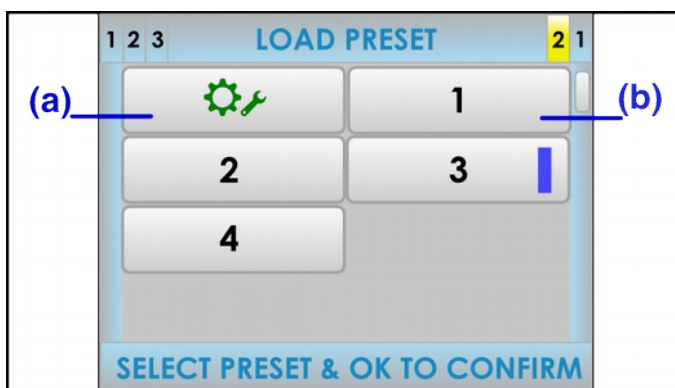 1 2 3 LOAD PRESET 2 1
(a) 1 (b)
2 3
4
SELECT PRESET & OK TO CONFIRM